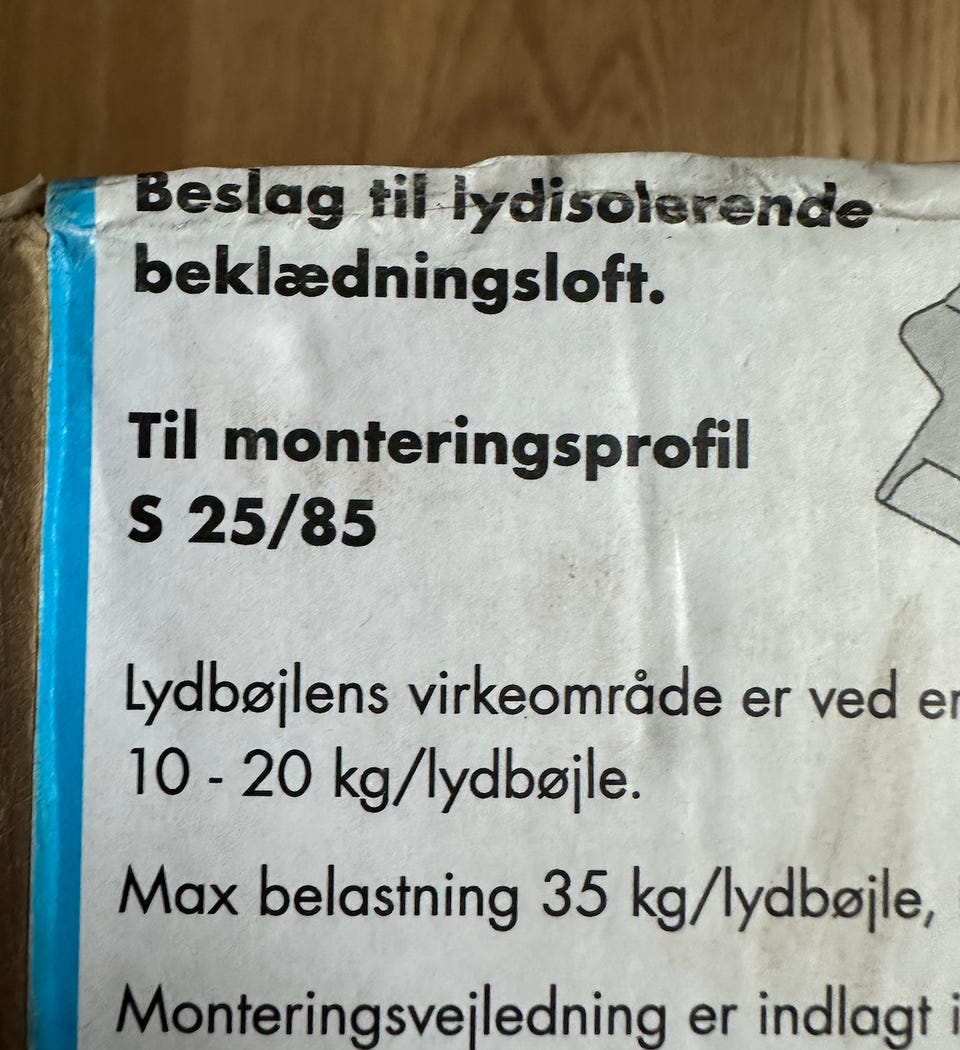 Beslag til lydisolerende
beklædningsloft.
Til monteringsprofil
S 25/85
Lydbøjlens virkeområde er ved
10 - 20 kg/lydbøjle.
Max belastning 35 kg/lydbøjle,
Monteringsvejledning er indlagt